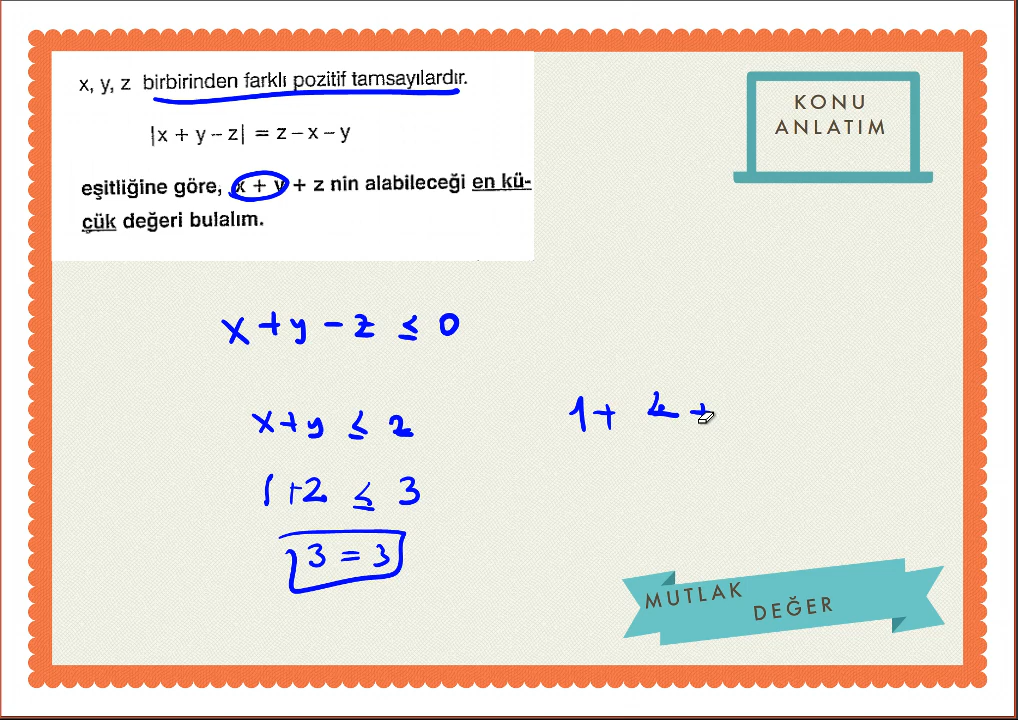 x, y, z birbirinden farklı pozitif tamsayılardır.
|x + y - z| = z - x - y
eşitliğine göre, x + y + z nin alabileceği en kü-
çük değeri bulalım.
KONU
ANLATIM
x + y - z ≤ 0
x + y ≤ z
1 + 2 ≤ 3
3 = 3
1 + 2 +
MUTLAK
DEĞER